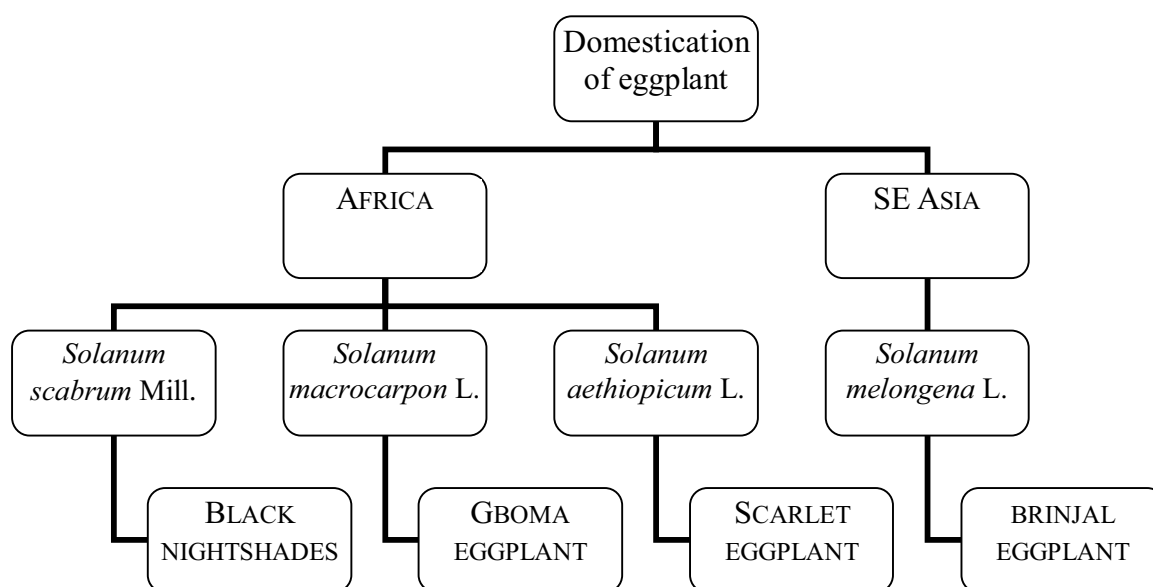 Domestication
of eggplant
AFRICA
SE ASIA
Solanum
scabrum Mill.
Solanum
macrocarpon L.
Solanum
aethiopicum L.
Solanum
melongena L.
BLACK
NIGHTSHADES
GBOMA
EGGPLANT
SCARLET
EGGPLANT
BRINJAL
EGGPLANT